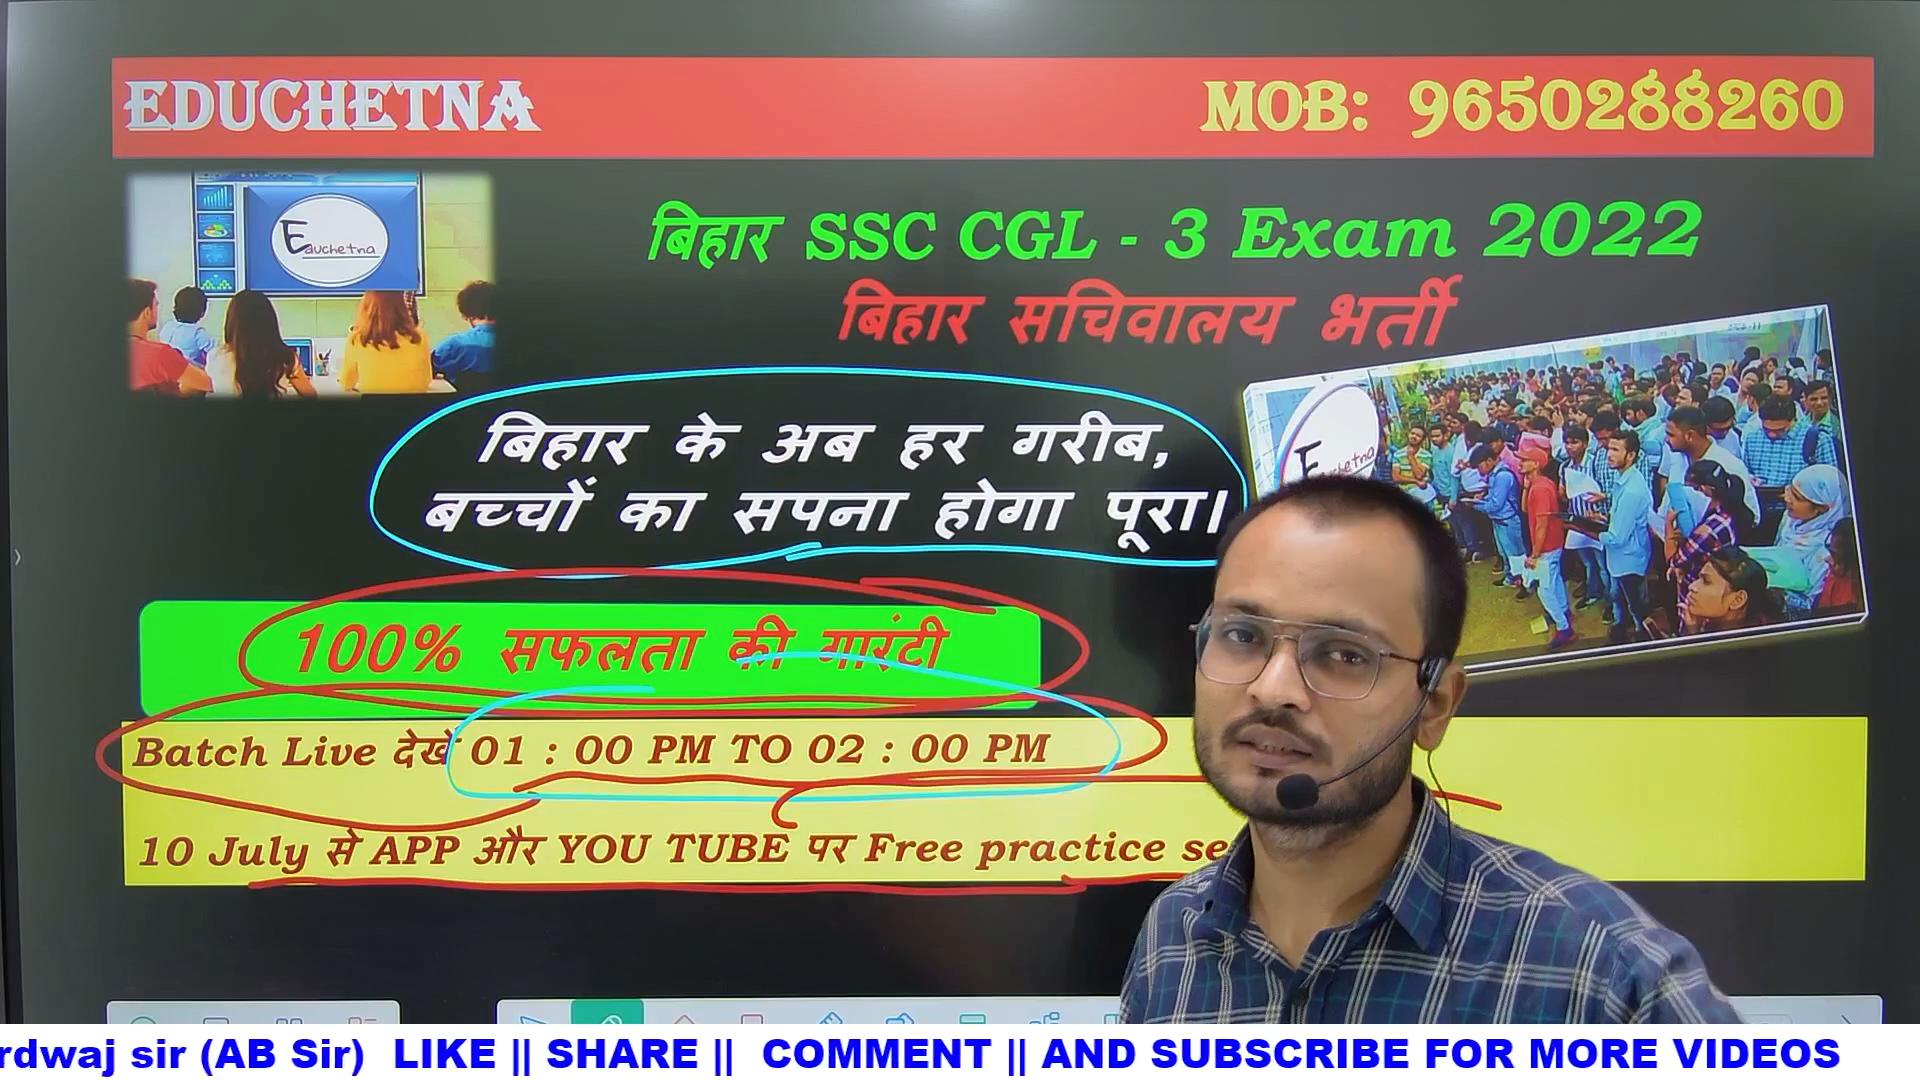 EDUCHETNA
MOB: 9650288260
Educhetna
बिहार SSC CGL - 3 Exam 2022
बिहार सचिवालय भर्ती
बिहार के अब हर गरीब,
बच्चों का सपना होगा पूरा।
100% सफलता की गारंटी
Batch Live देखें 01 : 00 PM TO 02 : 00 PM
10 July से APP और YOU TUBE पर Free practice
sir (AB Sir) LIKE || SHARE || COMMENT || AND SUBSCRIBE FOR MORE VIDEOS